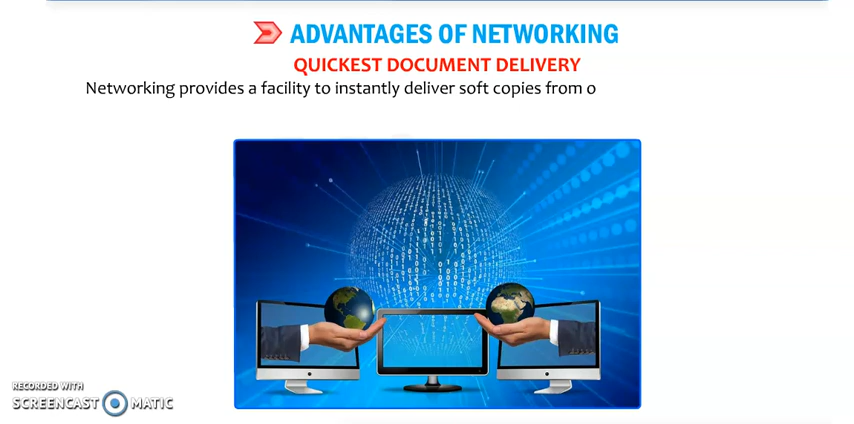 ADVANTAGES OF NETWORKING
QUICKEST DOCUMENT DELIVERY
Networking provides a facility to instantly deliver soft copies from o
RECORDED WITH
SCREENCAST MATIC